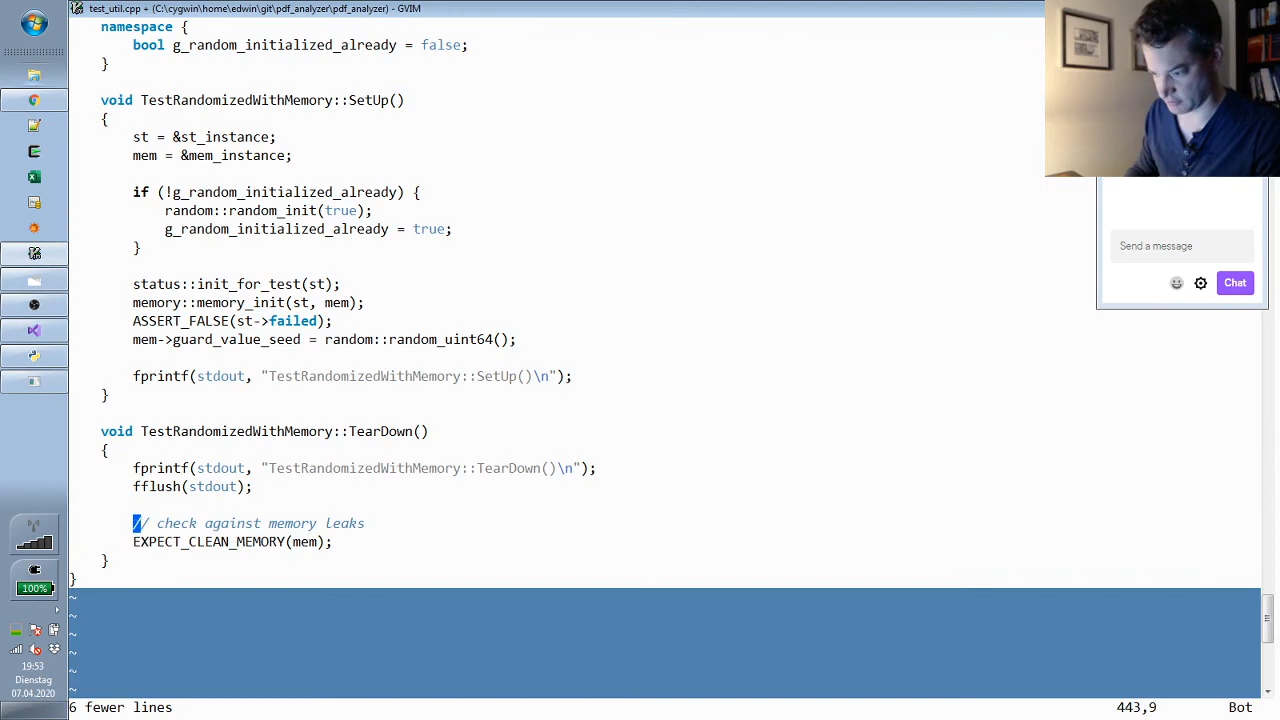 test_util.cpp + (C:\cygwin\home\edwin\git\pdf_analyzer\pdf_analyzer) - GVIM
namespace {
bool g_random_initialized_already = false;
}
void TestRandomizedWithMemory::SetUp()
{
st = &st_instance;
mem = &mem_instance;
if (!g_random_initialized_already) {
random::random_init(true);
g_random_initialized_already = true;
}
status::init_for_test(st);
memory::memory_init(st, mem);
ASSERT_FALSE(st->failed);
mem->guard_value_seed = random::random_uint64();
fprintf(stdout, "TestRandomizedWithMemory::SetUp()\n");
}
void TestRandomizedWithMemory::TearDown()
{
fprintf(stdout, "TestRandomizedWithMemory::TearDown()\n");
fflush(stdout);
// check against memory leaks
EXPECT_CLEAN_MEMORY(mem);
}
}
~
~
~
~
~
~
6 fewer lines
443,9
Bot
Send a message
Chat
100%
19:53
Dienstag
07.04.2020